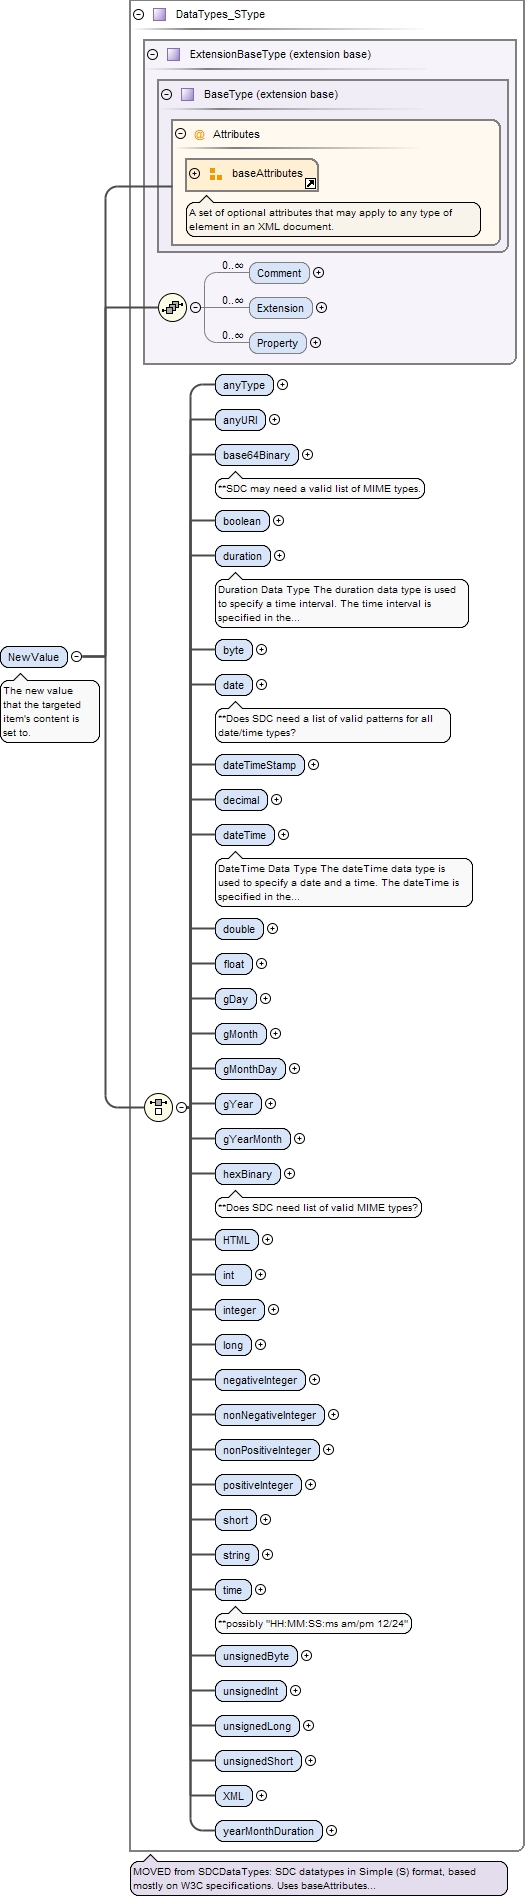 DataTypes_SType
ExtensionBaseType (extension base)
BaseType (extension base)
@ Attributes
baseAttributes
A set of optional attributes that may apply to any type of
element in an XML document.
0..∞
Comment
0..∞
Extension
0..∞
Property
anyType
anyURI
base64Binary
**SDC may need a valid list of MIME types.
boolean
duration
Duration Data Type The duration data type is used
to specify a time interval. The time interval is
specified in the...
NewValue
The new value
that the targeted
item's content is
set to.
byte
date
**Does SDC need a list of valid patterns for all
date/time types?
dateTimeStamp
decimal
dateTime
DateTime Data Type The dateTime data type is
used to specify a date and a time. The dateTime is
specified in the...
double
float
gDay
gMonth
gMonthDay
gYear
gYearMonth
hexBinary
**Does SDC need list of valid MIME types?
HTML
int
integer
long
negativeInteger
nonNegativeInteger
nonPositiveInteger
positiveInteger
short
string
time
**possibly "HH:MM:SS:ms am/pm 12/24"
unsignedByte
unsignedInt
unsignedLong
unsignedShort
XML
yearMonthDuration
MOVED from SDCDataTypes: SDC datatypes in Simple (S) format, based
mostly on W3C specifications. Uses baseAttributes...